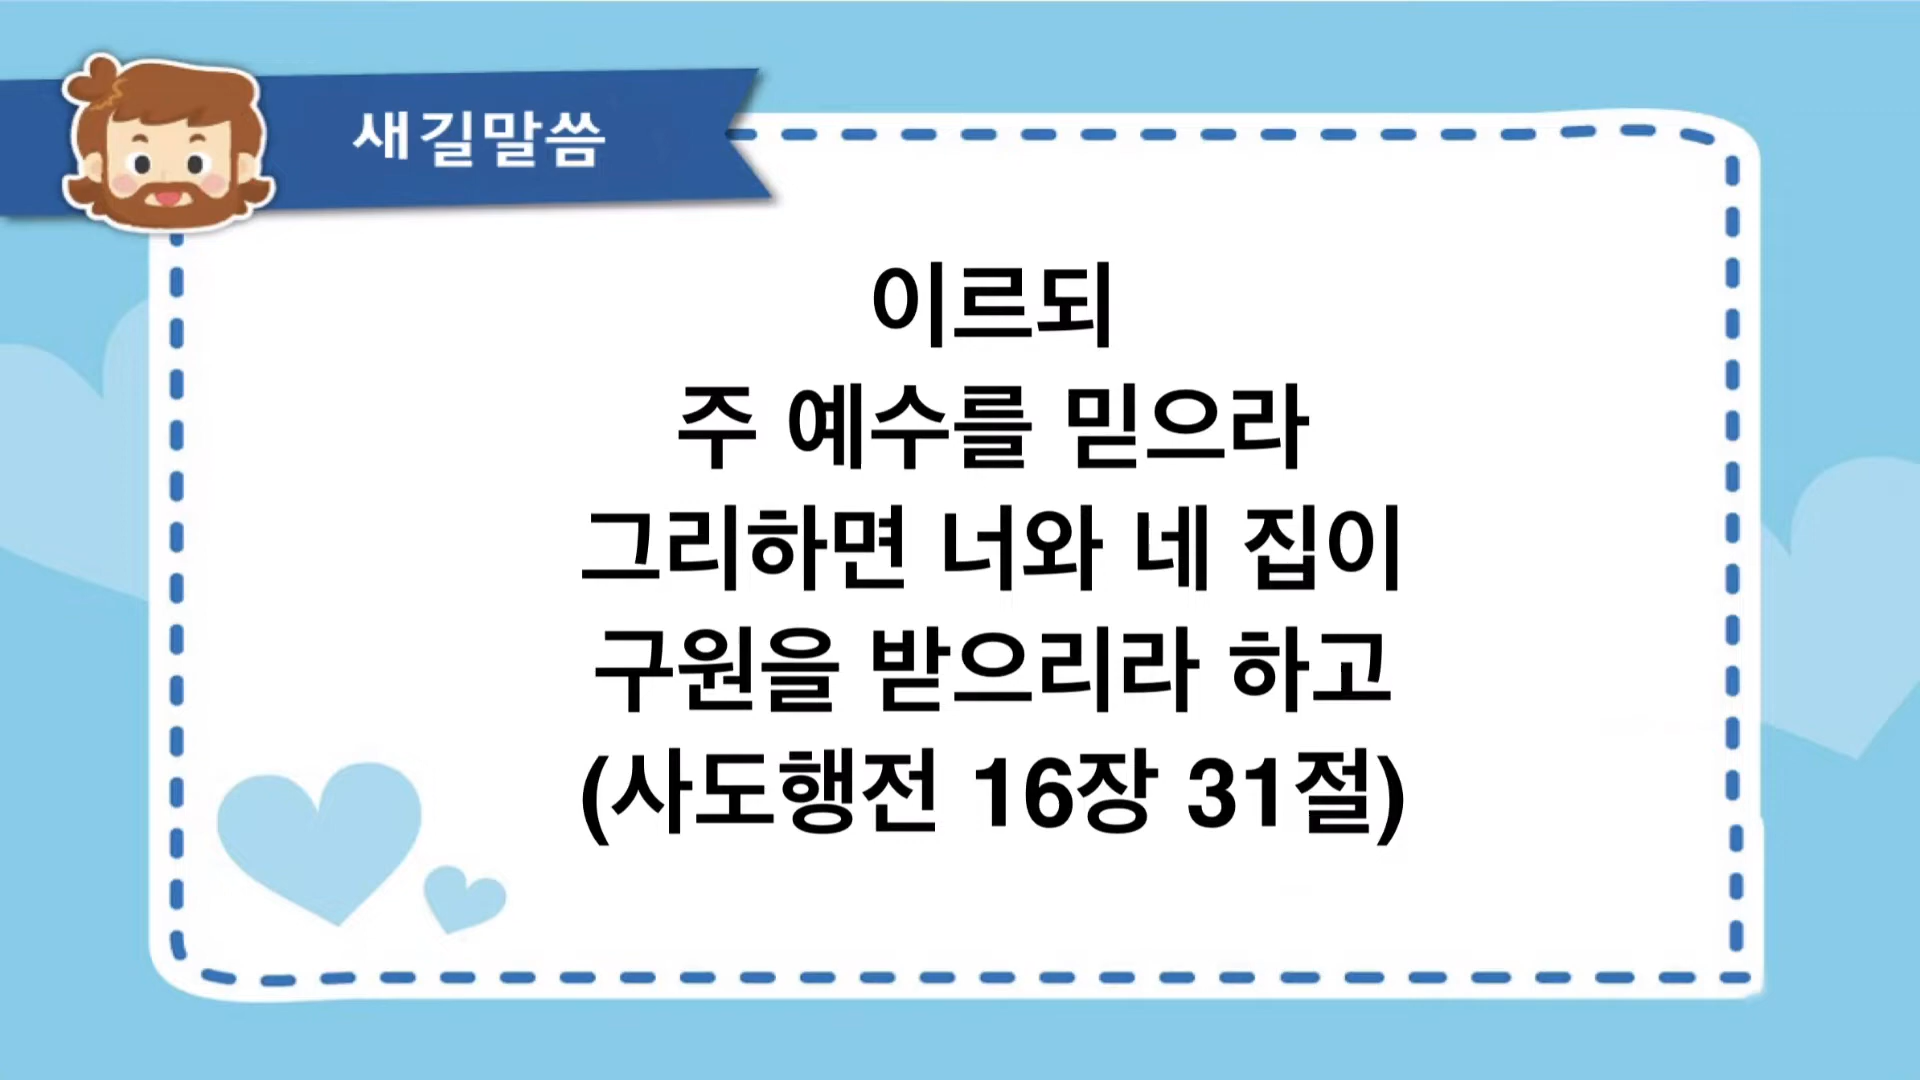 새길말씀
이르되
주 예수를 믿으라
그리하면 너와 네 집이
구원을 받으리라 하고
(사도행전 16장 31절)